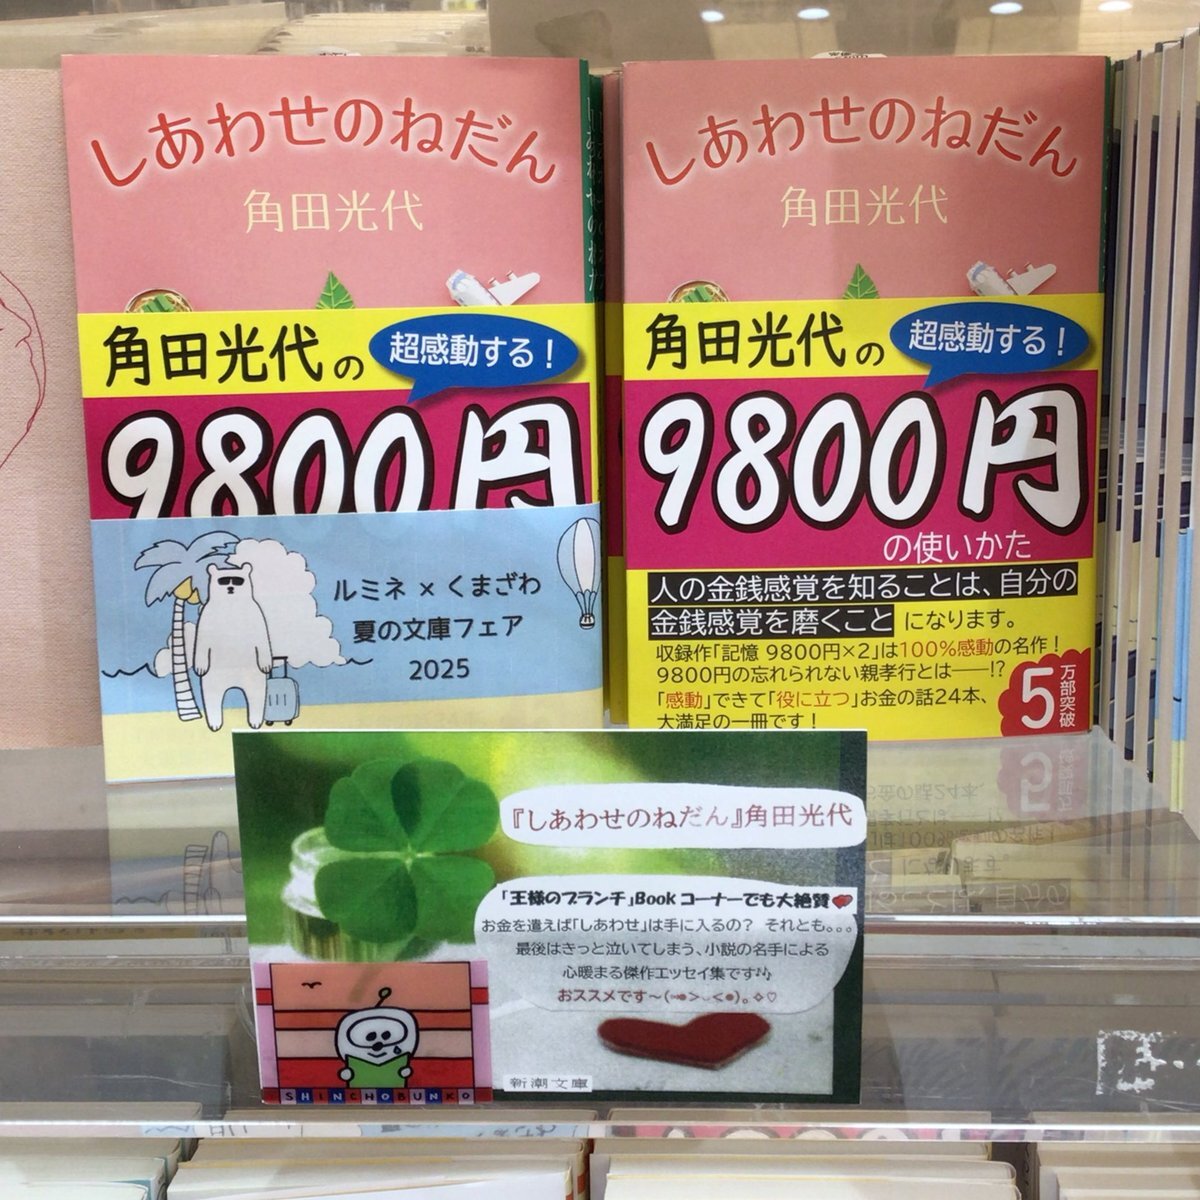 しあわせのねだん
角田光代
角田光代の
超感動する!
9800円
ルミネ × くまざわ
夏の文庫フェア
2025
しあわせのねだん
角田光代
角田光代の
超感動する!
9800円
の使いかた
人の金銭感覚を知ることは、自分の
金銭感覚を磨くこと になります。
収録作「記憶 9800円×2」は100%感動の名作!
9800円の忘れられない親孝行とは——!?
「感動」できて「役に立つ」お金の話24本、
大満足の一冊です!
5万部突破
『しあわせのねだん』角田光代
「王様のブランチ」Book コーナーでも大絶賛
お金を遣えば「しあわせ」は手に入るの? それとも。。。
最後はきっと泣いてしまう、小説の名手による
心暖まる傑作エッセイ集です
おススメです~
SHINCHOBUNKO
新潮文庫